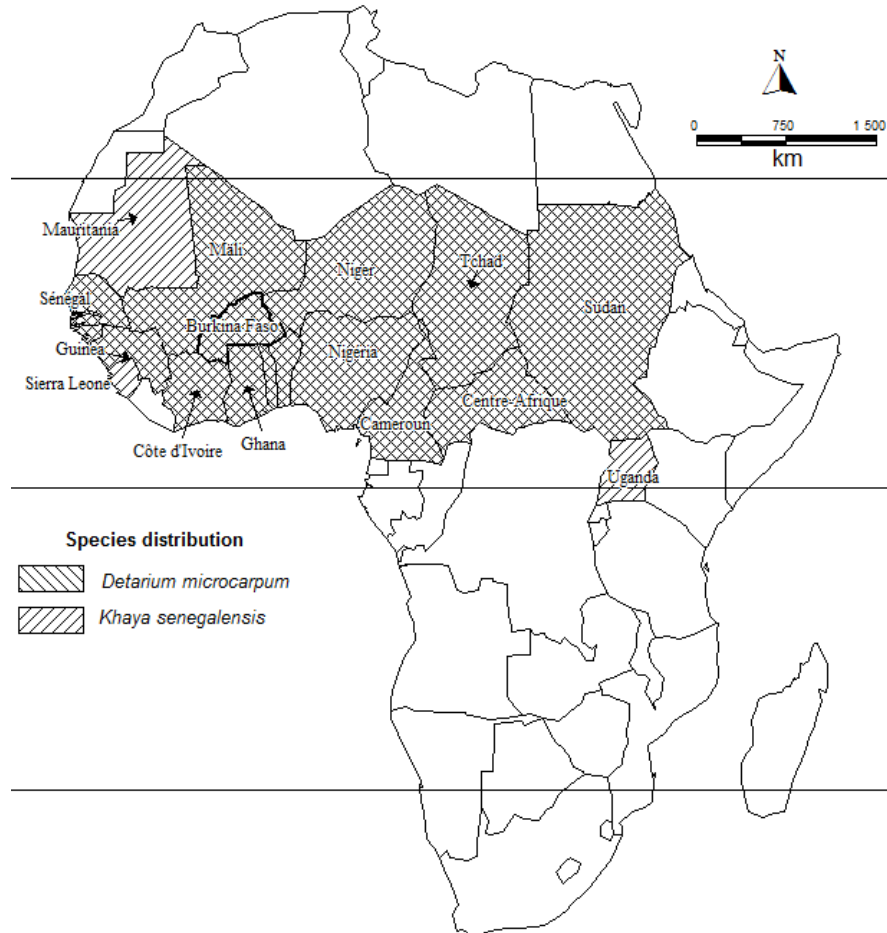 N
0 750 1 500
km
Mauritania
Mali
Niger
Tchad
Sénégal
Sudan
Burkina Faso
Guinea
Nigeria
Sierra Leone
Centre-Afrique
Cameroun
Côte d'Ivoire
Ghana
Uganda
Species distribution
Detarium microcarpum
Khaya senegalensis